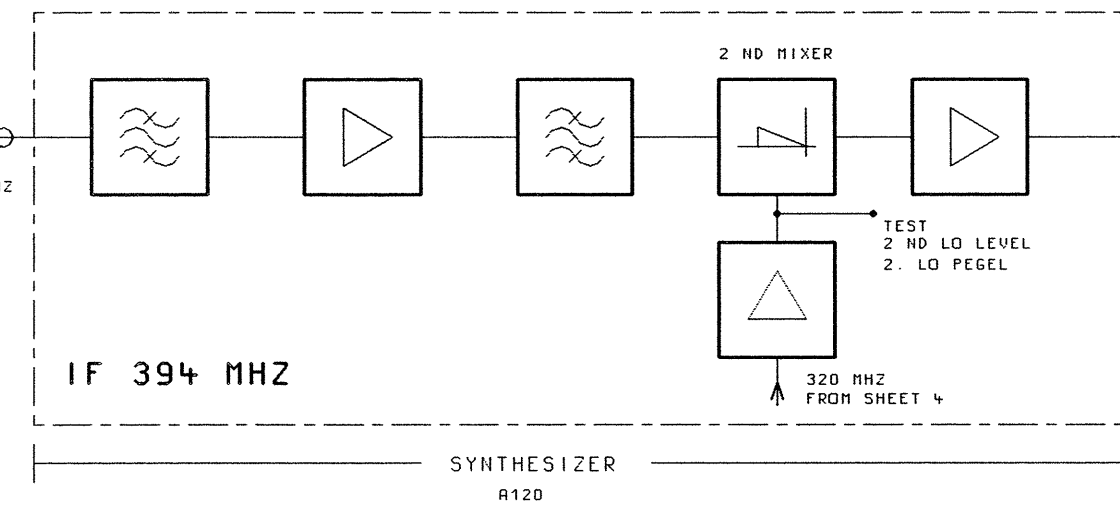 2 ND MIXER
TEST
2 ND LO LEVEL
2. LO PEGEL
IF 394 MHZ
320 MHZ
FROM SHEET 4
SYNTHESIZER
A120